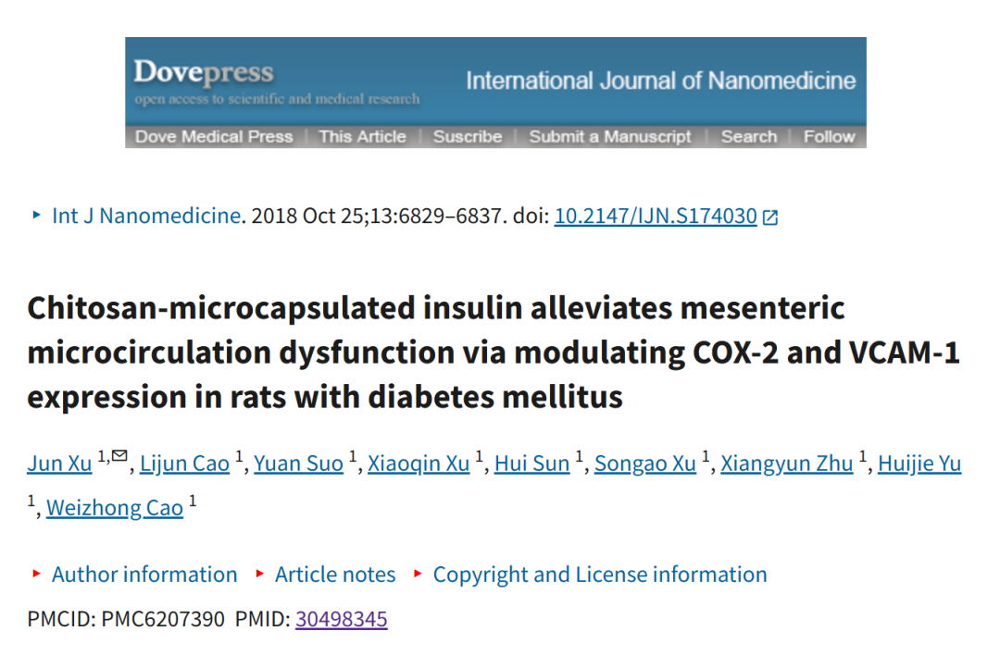 Dovepress
open access to scientific and medical research
International Journal of Nanomedicine
Dove Medical Press | This Article | Suscribe | Submit a Manuscript | Search | Follow
Int J Nanomedicine. 2018 Oct 25;13:6829–6837. doi: 10.2147/IJN.S174030
Chitosan-microcapsulated insulin alleviates mesenteric
microcirculation dysfunction via modulating COX-2 and VCAM-1
expression in rats with diabetes mellitus
Jun Xu 1,✉, Lijun Cao 1, Yuan Suo 1, Xiaoqin Xu 1, Hui Sun 1, Songao Xu 1, Xiangyun Zhu 1, Huijie Yu
1, Weizhong Cao 1
Author information Article notes Copyright and License information
PMCID: PMC6207390 PMID: 30498345